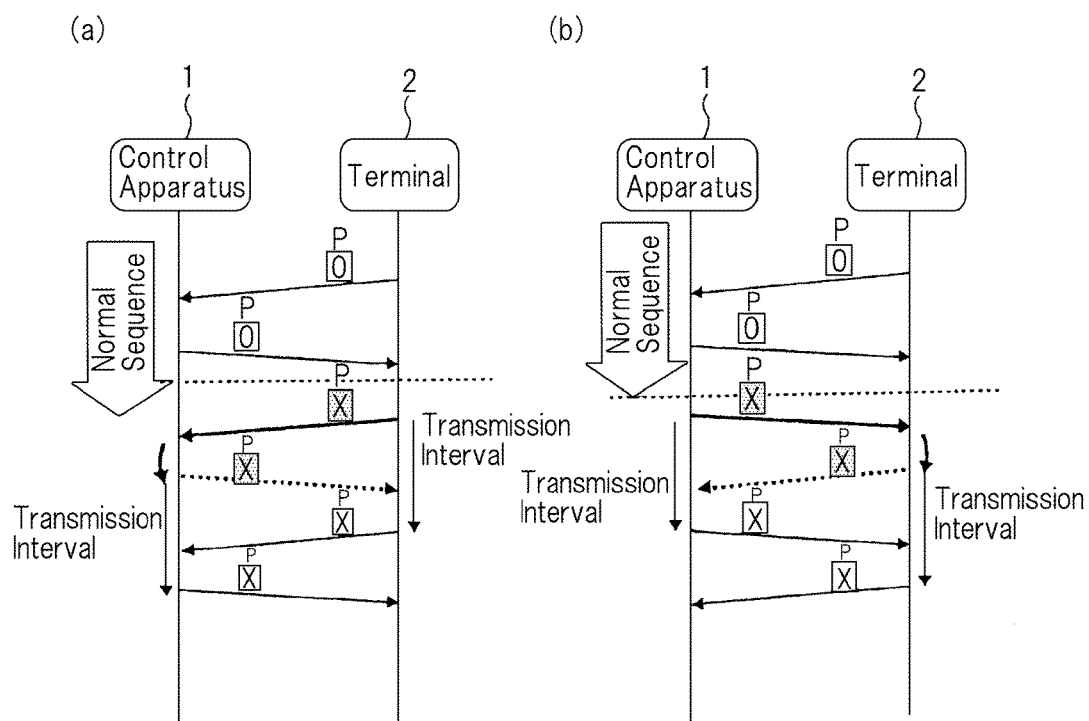 (a)
1
2
Control
Apparatus
Terminal
Normal
Sequence
P
0
P
0
P
X
Transmission
Interval
P
X
P
X
Transmission
Interval
P
X
(b)
1
2
Control
Apparatus
Terminal
Normal
Sequence
P
0
P
0
P
X
P
X
Transmission
Interval
P
X
Transmission
Interval
P
X